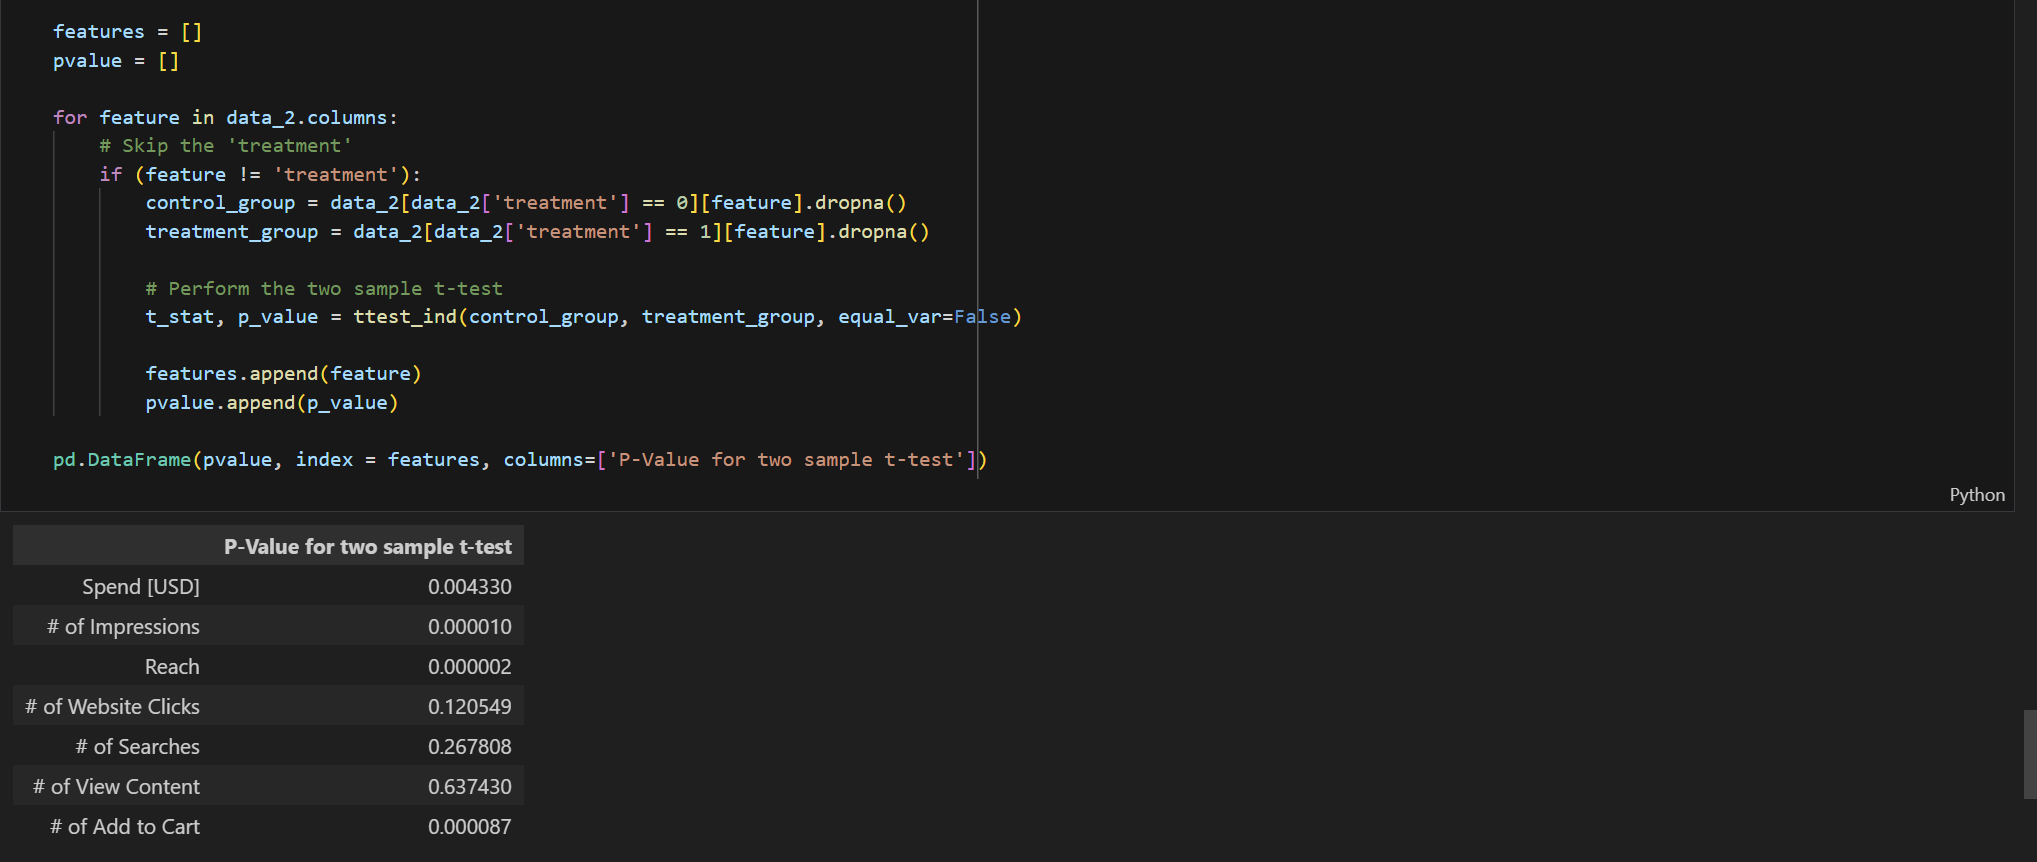 features = []
pvalue = []
for feature in data_2.columns:
# Skip the 'treatment'
if (feature != 'treatment'):
control_group = data_2[data_2['treatment'] == 0][feature].dropna()
treatment_group = data_2[data_2['treatment'] == 1][feature].dropna()
# Perform the two sample t-test
t_stat, p_value = ttest_ind(control_group, treatment_group, equal_var=False)
features.append(feature)
pvalue.append(p_value)
pd.DataFrame(pvalue, index = features, columns=['P-Value for two sample t-test'])
Python
P-Value for two sample t-test
Spend [USD] 0.004330
# of Impressions 0.000010
Reach 0.000002
# of Website Clicks 0.120549
# of Searches 0.267808
# of View Content 0.637430
# of Add to Cart 0.000087